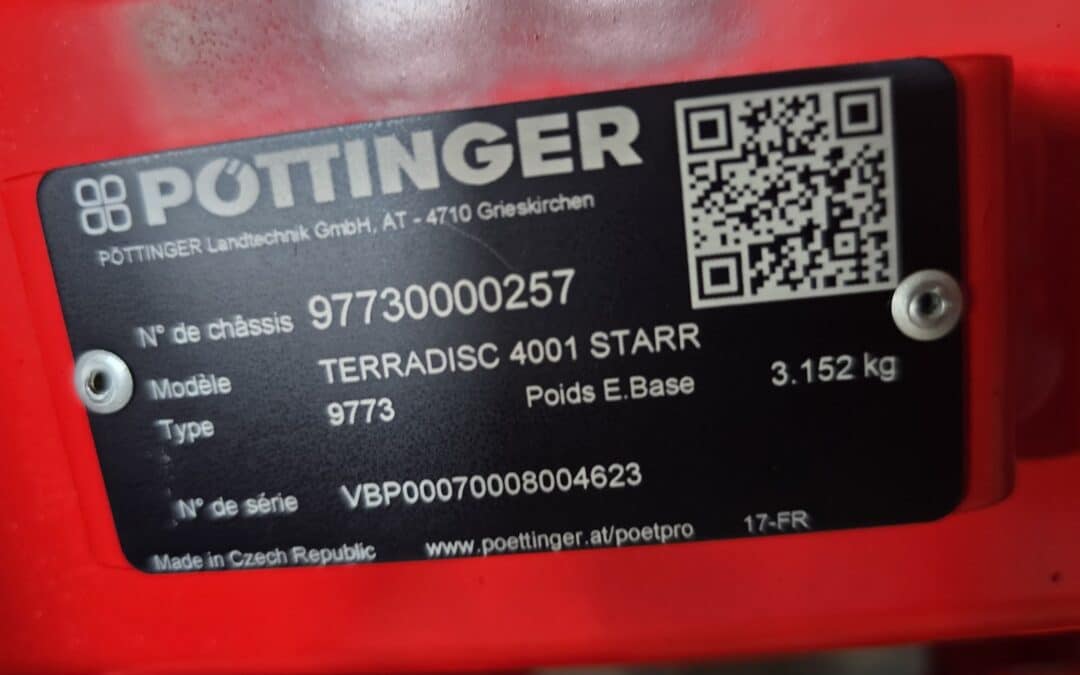 PÖTTINGER
PÖTTINGER Landtechnik GmbH, AT - 4710 Grieskirchen
N° de châssis 97730000257
Modèle TERRADISC 4001 STARR
Type 9773 Poids E.Base 3.152 kg
N° de série VBP00070008004623
Made in Czech Republic www.poettinger.at/poetpro 17-FR